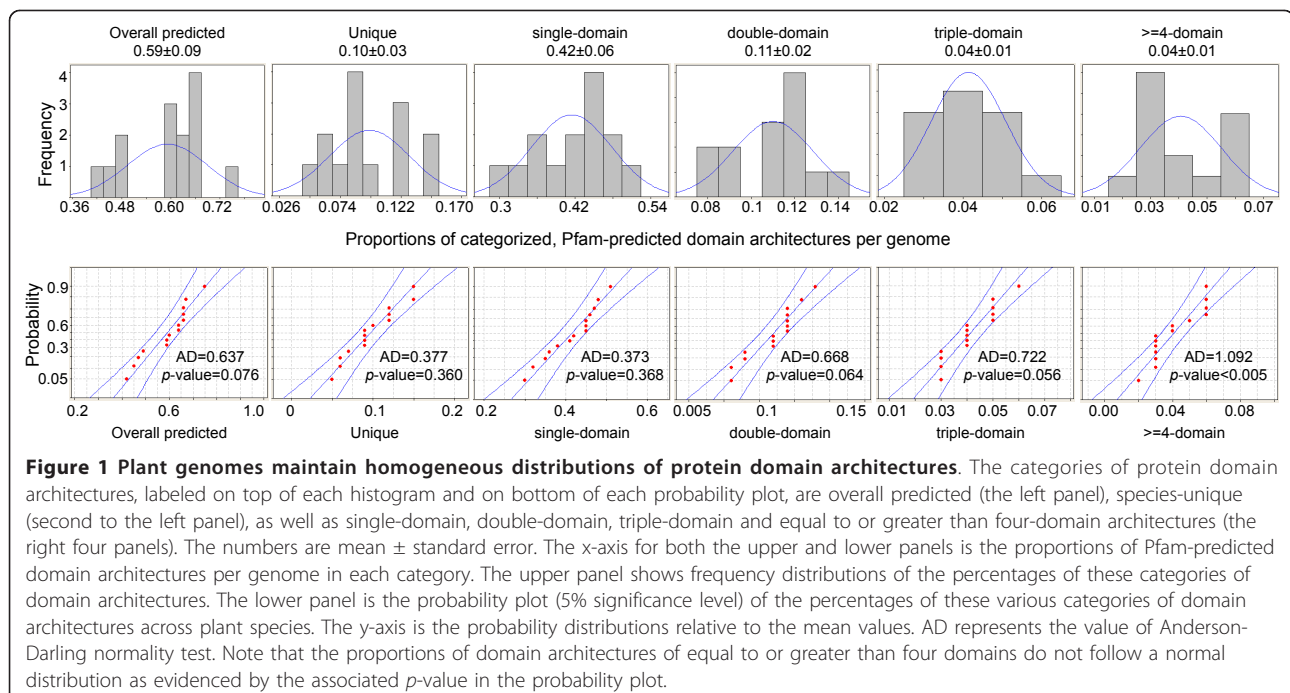 Overall predicted Unique single-domain double-domain triple-domain >=4-domain
0.59±0.09 0.10±0.03 0.42±0.06 0.11±0.02 0.04±0.01 0.04±0.01
Frequency
4
3
2
1
0.36 0.48 0.60 0.72 0.026 0.074 0.122 0.170 0.3 0.42 0.54 0.08 0.1 0.12 0.14 0.02 0.04 0.06 0.01 0.03 0.05 0.07
Proportions of categorized, Pfam-predicted domain architectures per genome
Probability
0.9
0.6
0.3
0.05
AD=0.637 AD=0.377 AD=0.373 AD=0.668 AD=0.722 AD=1.092
p-value=0.076 p-value=0.360 p-value=0.368 p-value=0.064 p-value=0.056 p-value<0.005
0.2 0.6 1.0 0 0.1 0.2 0.2 0.4 0.6 0.005 0.1 0.15 0.01 0.03 0.05 0.07 0.00 0.04 0.08
Overall predicted Unique single-domain double-domain triple-domain >=4-domain
Figure 1 Plant genomes maintain homogeneous distributions of protein domain architectures. The categories of protein domain
architectures, labeled on top of each histogram and on bottom of each probability plot, are overall predicted (the left panel), species-unique
(second to the left panel), as well as single-domain, double-domain, triple-domain and equal to or greater than four-domain architectures (the
right four panels). The numbers are mean ± standard error. The x-axis for both the upper and lower panels is the proportions of Pfam-predicted
domain architectures per genome in each category. The upper panel shows frequency distributions of the percentages of these categories of
domain architectures. The lower panel is the probability plot (5% significance level) of the percentages of these various categories of domain
architectures across plant species. The y-axis is the probability distributions relative to the mean values. AD represents the value of Anderson-
Darling normality test. Note that the proportions of domain architectures of equal to or greater than four domains do not follow a normal
distribution as evidenced by the associated p-value in the probability plot.